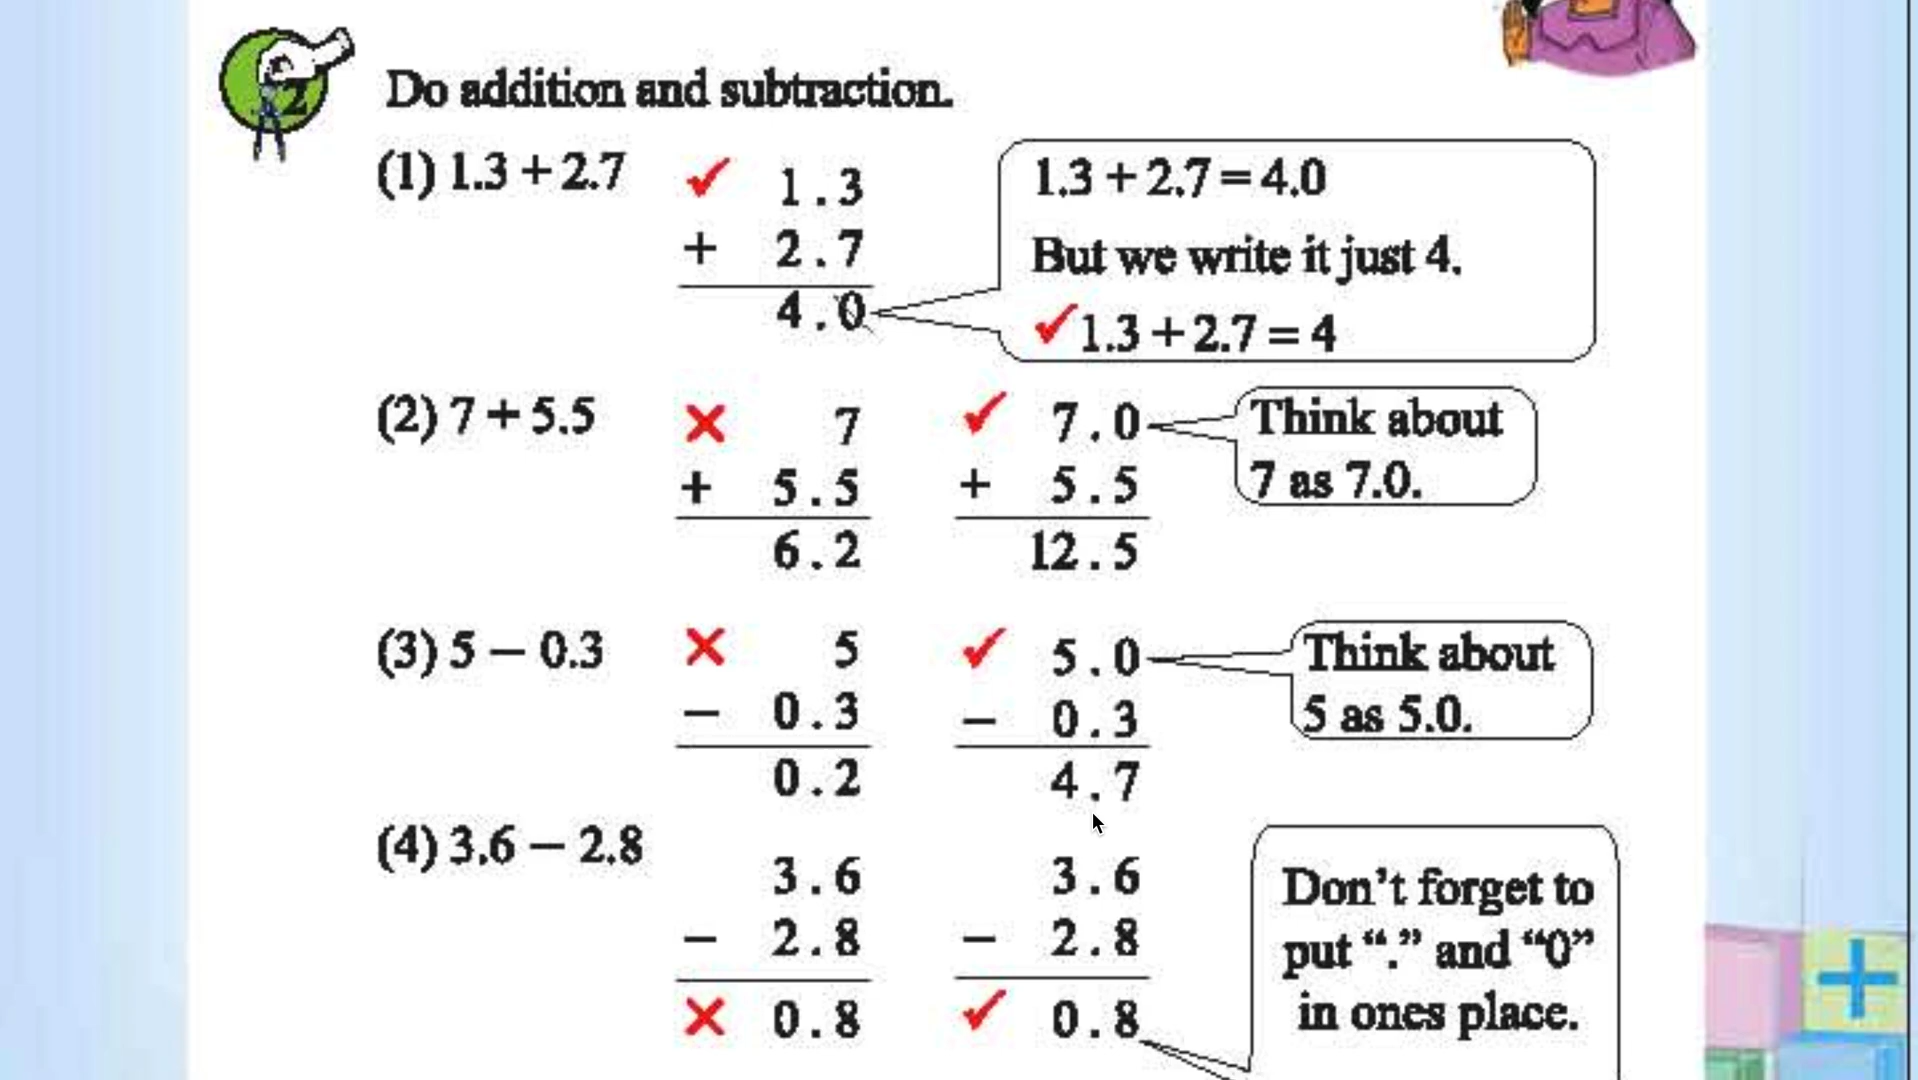 2
Do addition and subtraction.
(1) 1.3 + 2.7
✓ 1.3
+ 2.7
4.0
1.3 + 2.7 = 4.0
But we write it just 4.
✓ 1.3 + 2.7 = 4
(2) 7 + 5.5
✗ 7
+ 5.5
6.2
✓ 7.0
+ 5.5
12.5
Think about
7 as 7.0.
(3) 5 − 0.3
✗ 5
− 0.3
0.2
✓ 5.0
− 0.3
4.7
Think about
5 as 5.0.
(4) 3.6 − 2.8
3.6
− 2.8
✗ 0.8
3.6
− 2.8
✓ 0.8
Don’t forget to
put “.” and “0”
in ones place.
+